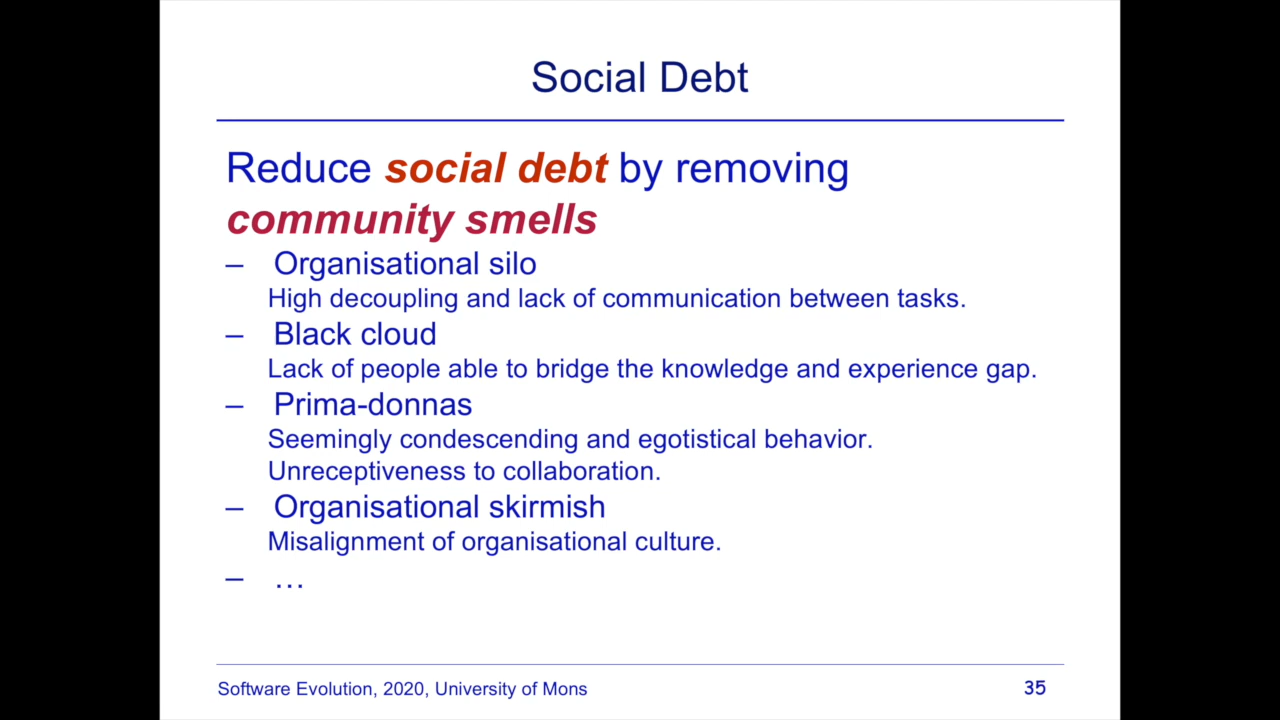 Social Debt
Reduce social debt by removing
community smells
– Organisational silo
High decoupling and lack of communication between tasks.
– Black cloud
Lack of people able to bridge the knowledge and experience gap.
– Prima-donnas
Seemingly condescending and egotistical behavior.
Unreceptiveness to collaboration.
– Organisational skirmish
Misalignment of organisational culture.
– …
Software Evolution, 2020, University of Mons 35